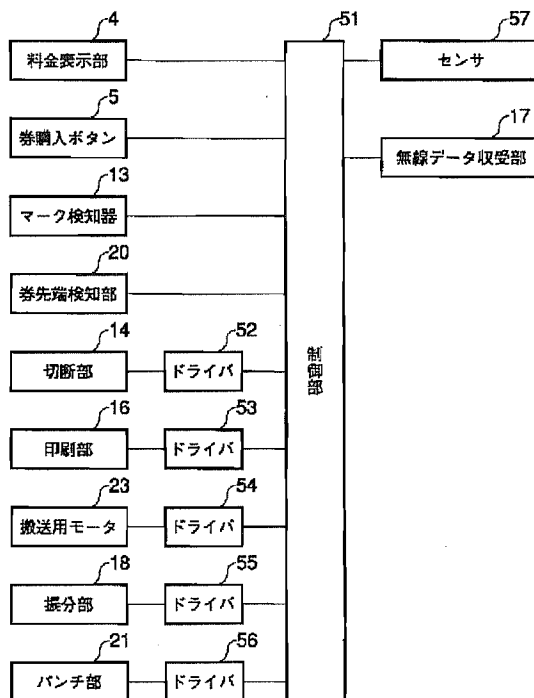 4
料金表示部
51
57
センサ
5
券購入ボタン
17
無線データ収受部
13
マーク検知器
20
券先端検知部
14
切断部
52
ドライバ
制御部
16
印刷部
53
ドライバ
23
搬送用モータ
54
ドライバ
18
振分部
55
ドライバ
21
パンチ部
56
ドライバ